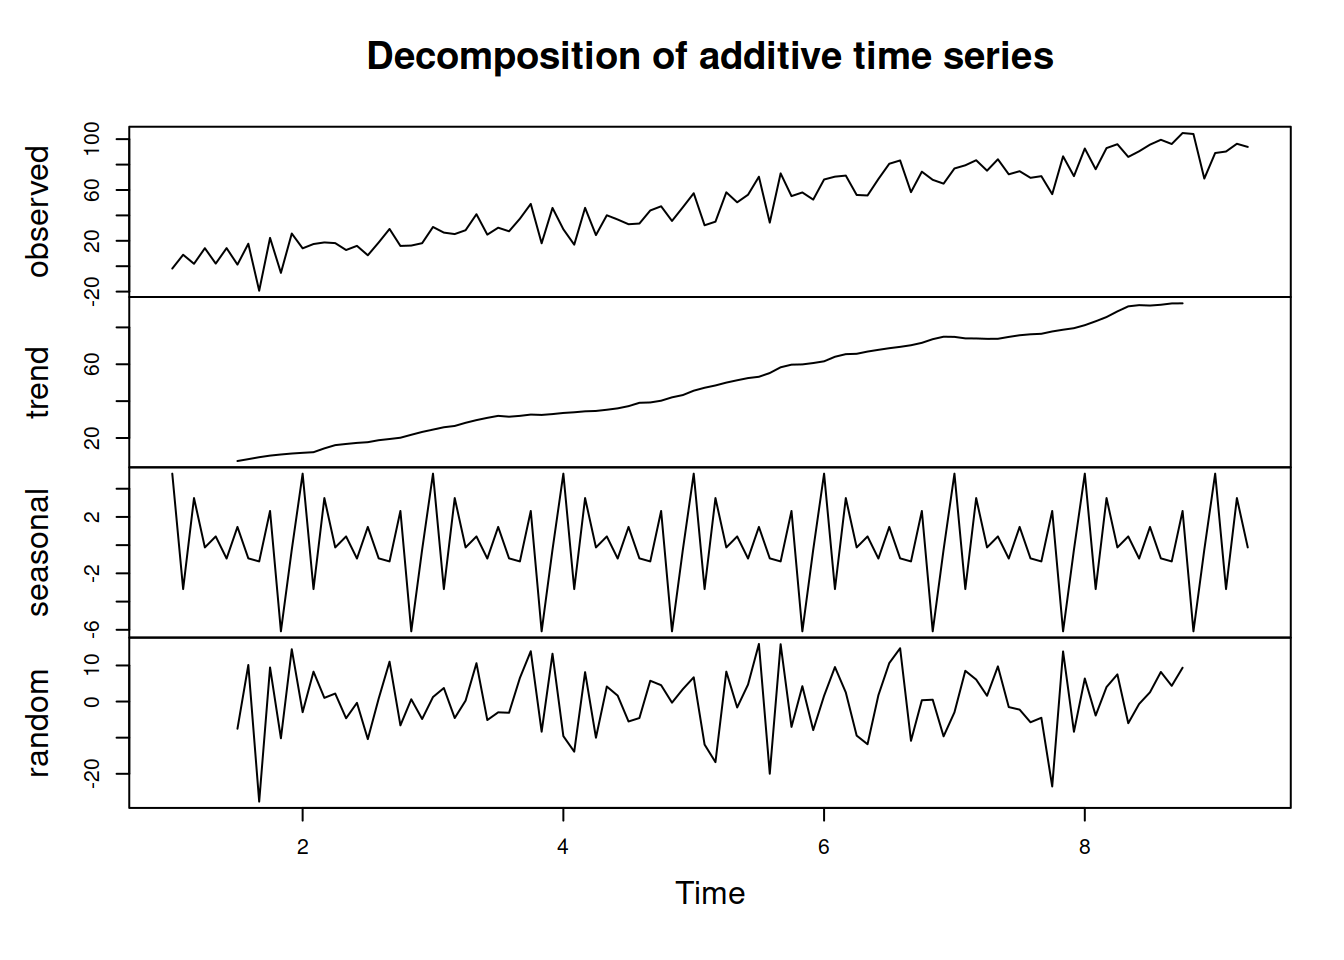 Decomposition of additive time series
observed
-20 20 60 100
trend
20 60
seasonal
-6 -2 2
random
-20 0 10
2 4 6 8
Time